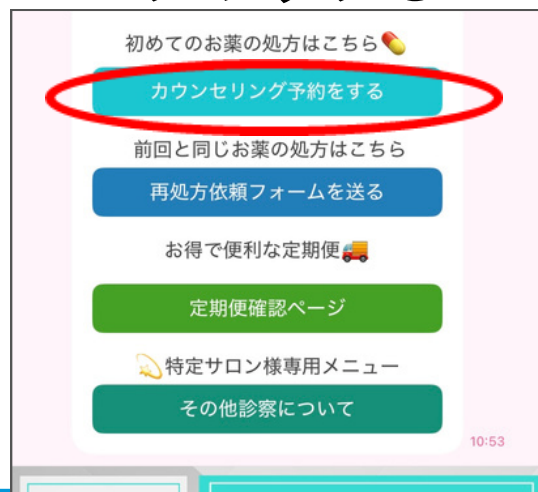 初めてのお薬の処方はこちら💊
カウンセリング予約をする
前回と同じお薬の処方はこちら
再処方依頼フォームを送る
お得で便利な定期便🚚
定期便確認ページ
💫特定サロン様専用メニュー
その他診察について
10:53